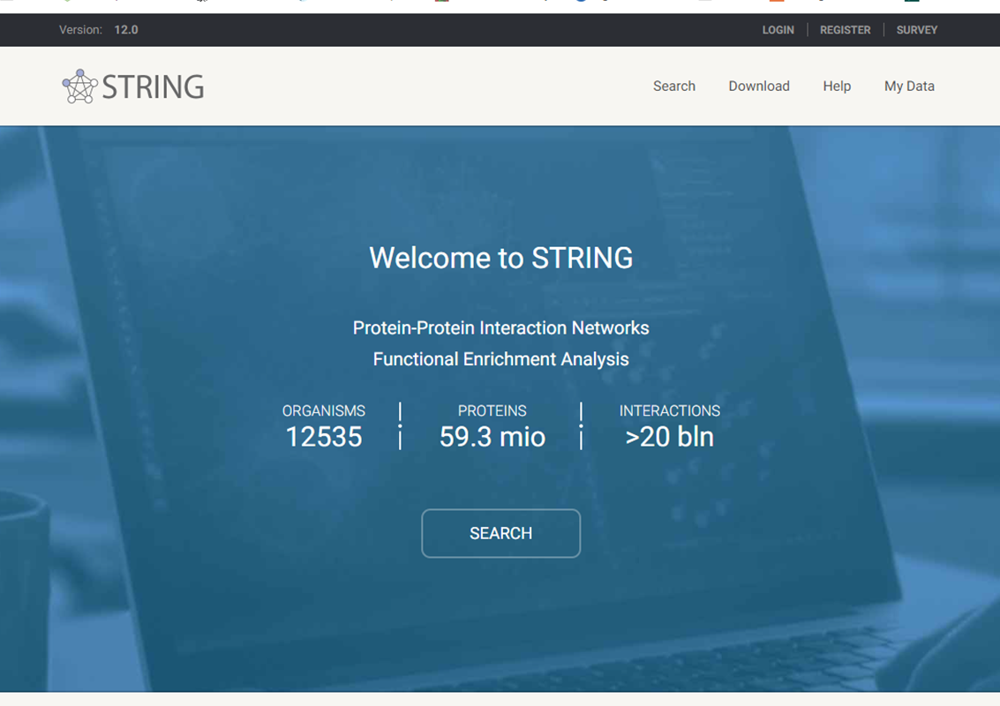 Version: 12.0
LOGIN REGISTER SURVEY
STRING
Search Download Help My Data
Welcome to STRING
Protein-Protein Interaction Networks
Functional Enrichment Analysis
ORGANISMS PROTEINS INTERACTIONS
12535 59.3 mio >20 bln
SEARCH